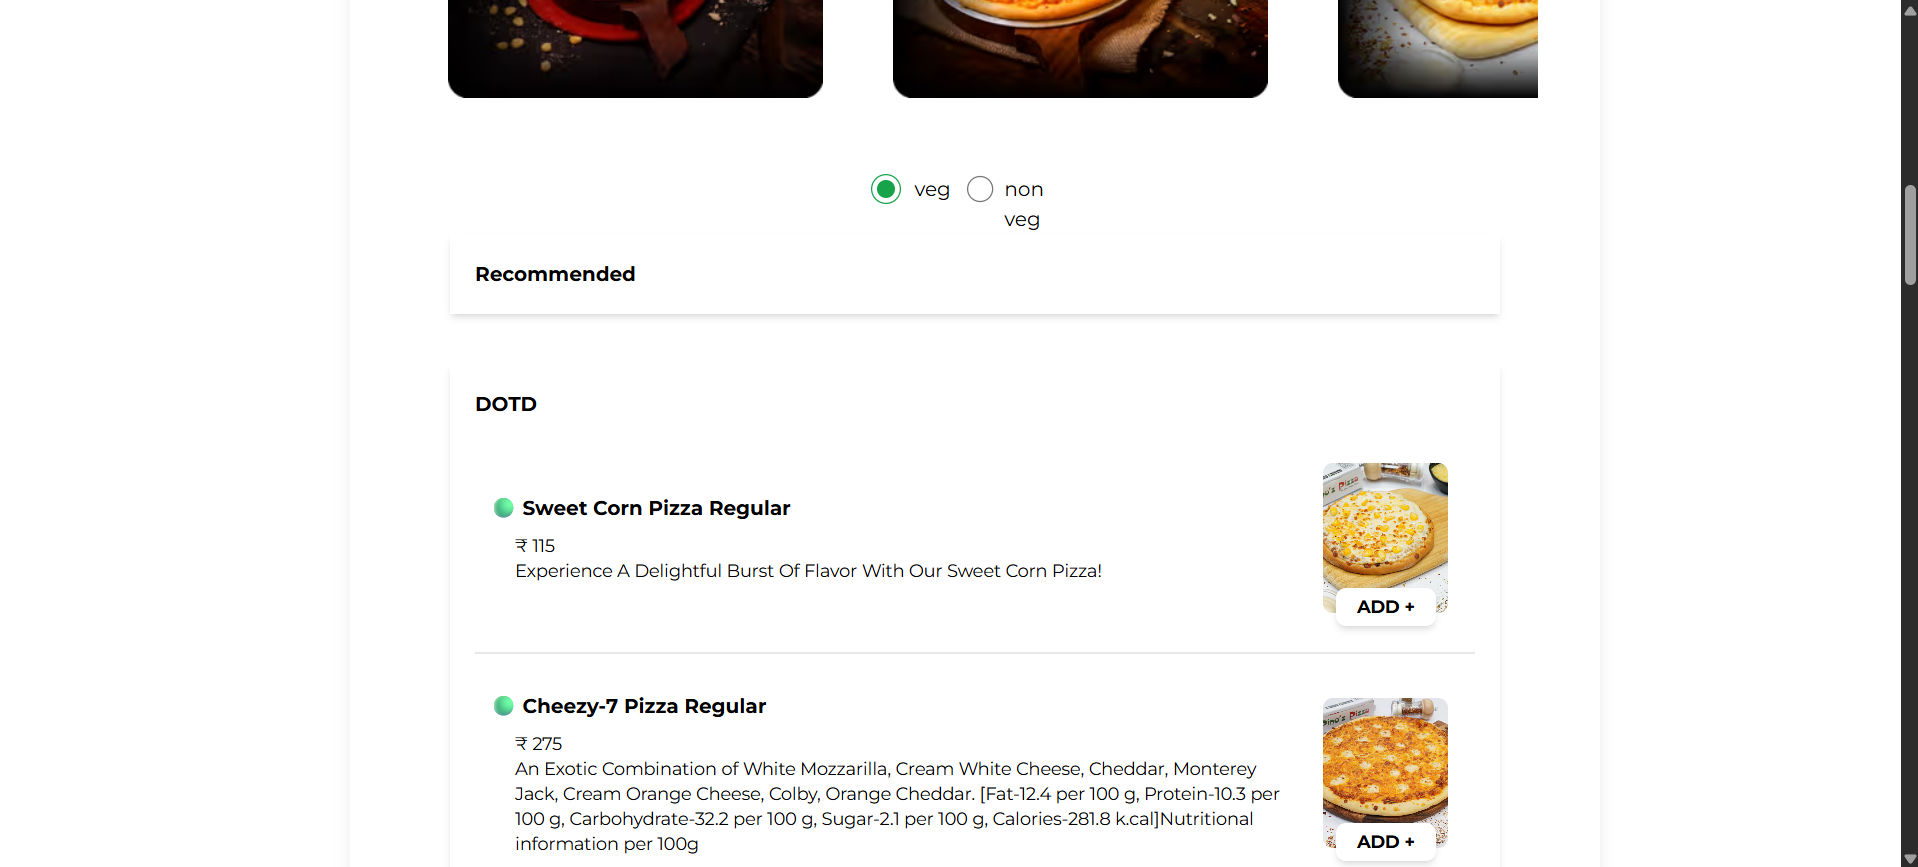 veg
non
veg
Recommended
DOTD
Sweet Corn Pizza Regular
₹ 115
Experience A Delightful Burst Of Flavor With Our Sweet Corn Pizza!
ADD +
Cheezy-7 Pizza Regular
₹ 275
An Exotic Combination of White Mozzarilla, Cream White Cheese, Cheddar, Monterey
Jack, Cream Orange Cheese, Colby, Orange Cheddar. [Fat-12.4 per 100 g, Protein-10.3 per
100 g, Carbohydrate-32.2 per 100 g, Sugar-2.1 per 100 g, Calories-281.8 k.cal]Nutritional
information per 100g
ADD +